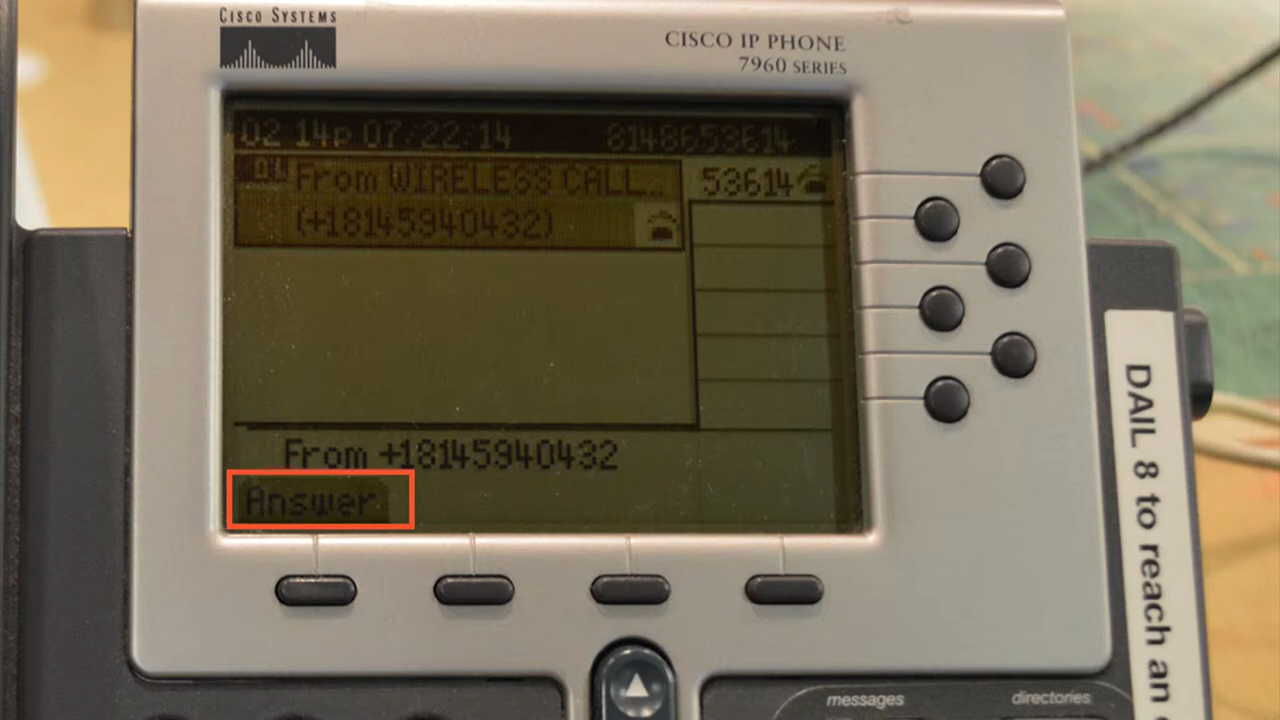 CISCO SYSTEMS
CISCO IP PHONE
7960 SERIES
02 14p 07/22/14 8148653614
From WIRELESS CALL...
53614
(+18145940432)
From +18145940432
Answer
messages
directories
DAIL 8 to reach an